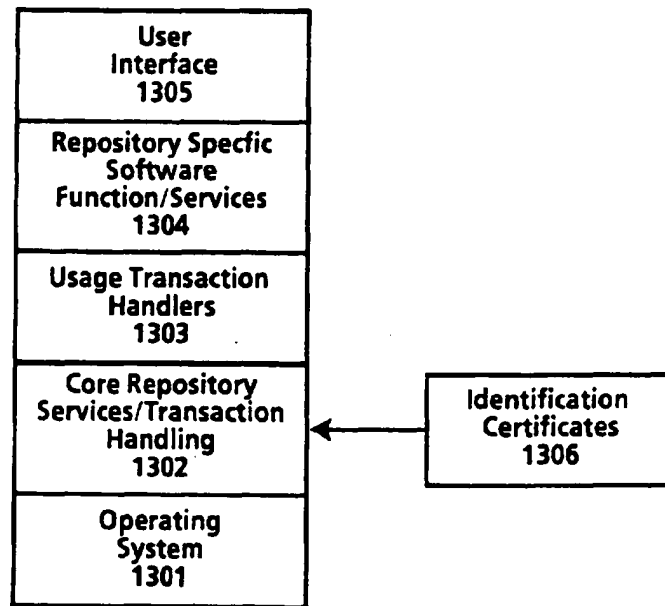 User
Interface
1305
Repository Specfic
Software
Function/Services
1304
Usage Transaction
Handlers
1303
Core Repository
Services/Transaction
Handling
1302
Identification
Certificates
1306
Operating
System
1301